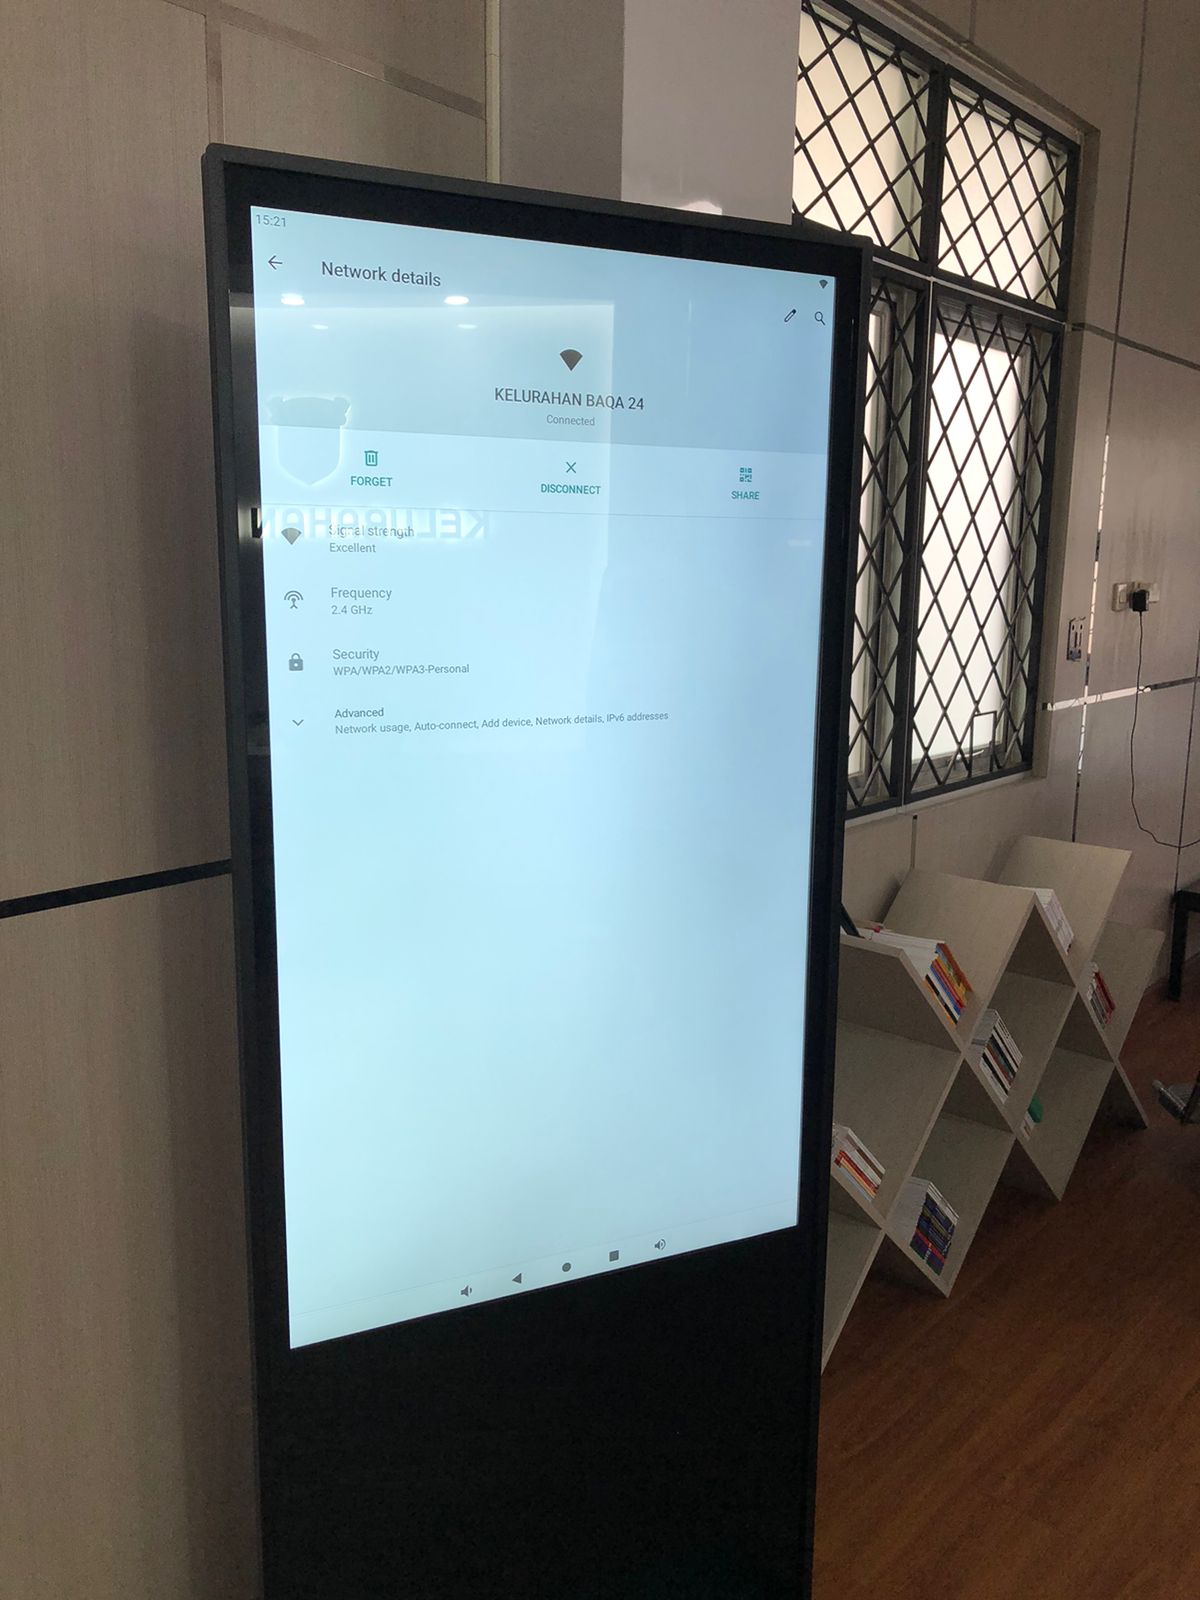 15:21
Network details
KELURAHAN BAQA 24
Connected
FORGET
DISCONNECT
SHARE
Signal strength
Excellent
Frequency
2.4 GHz
Security
WPA/WPA2/WPA3-Personal
Advanced
Network usage, Auto-connect, Add device, Network details, IPv6 addresses
KELURAHAN